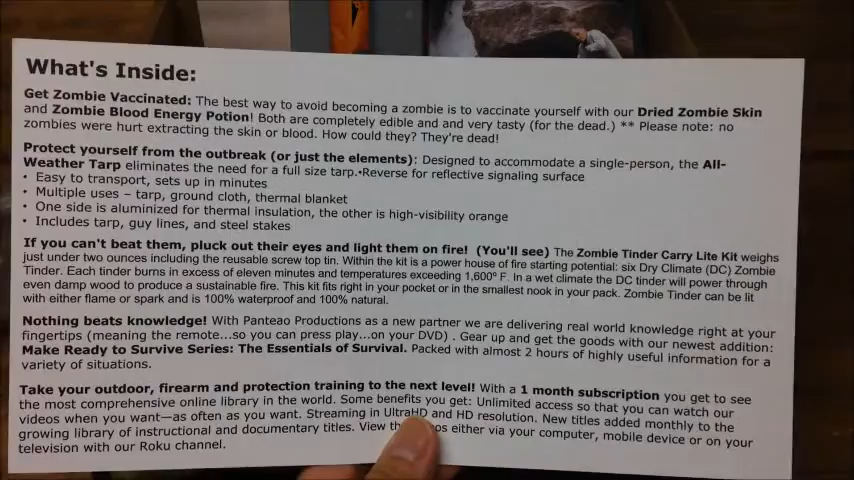 What's Inside:
Get Zombie Vaccinated: The best way to avoid becoming a zombie is to vaccinate yourself with our Dried Zombie Skin
and Zombie Blood Energy Potion! Both are completely edible and and very tasty (for the dead.) ** Please note: no
zombies were hurt extracting the skin or blood. How could they? They're dead!
Protect yourself from the outbreak (or just the elements): Designed to accommodate a single-person, the All-
Weather Tarp eliminates the need for a full size tarp.•Reverse for reflective signaling surface
• Easy to transport, sets up in minutes
• Multiple uses – tarp, ground cloth, thermal blanket
• One side is aluminized for thermal insulation, the other is high-visibility orange
• Includes tarp, guy lines, and steel stakes
If you can't beat them, pluck out their eyes and light them on fire! (You'll see) The Zombie Tinder Carry Lite Kit weighs
just under two ounces including the reusable screw top tin. Within the kit is a power house of fire starting potential: six Dry Climate (DC) Zombie
Tinder. Each tinder burns in excess of eleven minutes and temperatures exceeding 1,600° F. In a wet climate the DC tinder will power through
even damp wood to produce a sustainable fire. This kit fits right in your pocket or in the smallest nook in your pack. Zombie Tinder can be lit
with either flame or spark and is 100% waterproof and 100% natural.
Nothing beats knowledge! With Panteao Productions as a new partner we are delivering real world knowledge right at your
fingertips (meaning the remote...so you can press play...on your DVD) . Gear up and get the goods with our newest addition:
Make Ready to Survive Series: The Essentials of Survival. Packed with almost 2 hours of highly useful information for a
variety of situations.
Take your outdoor, firearm and protection training to the next level! With a 1 month subscription you get to see
the most comprehensive online library in the world. Some benefits you get: Unlimited access so that you can watch our
videos when you want—as often as you want. Streaming in UltraHD and HD resolution. New titles added monthly to the
growing library of instructional and documentary titles. View either via your computer, mobile device or on your
television with our Roku channel.